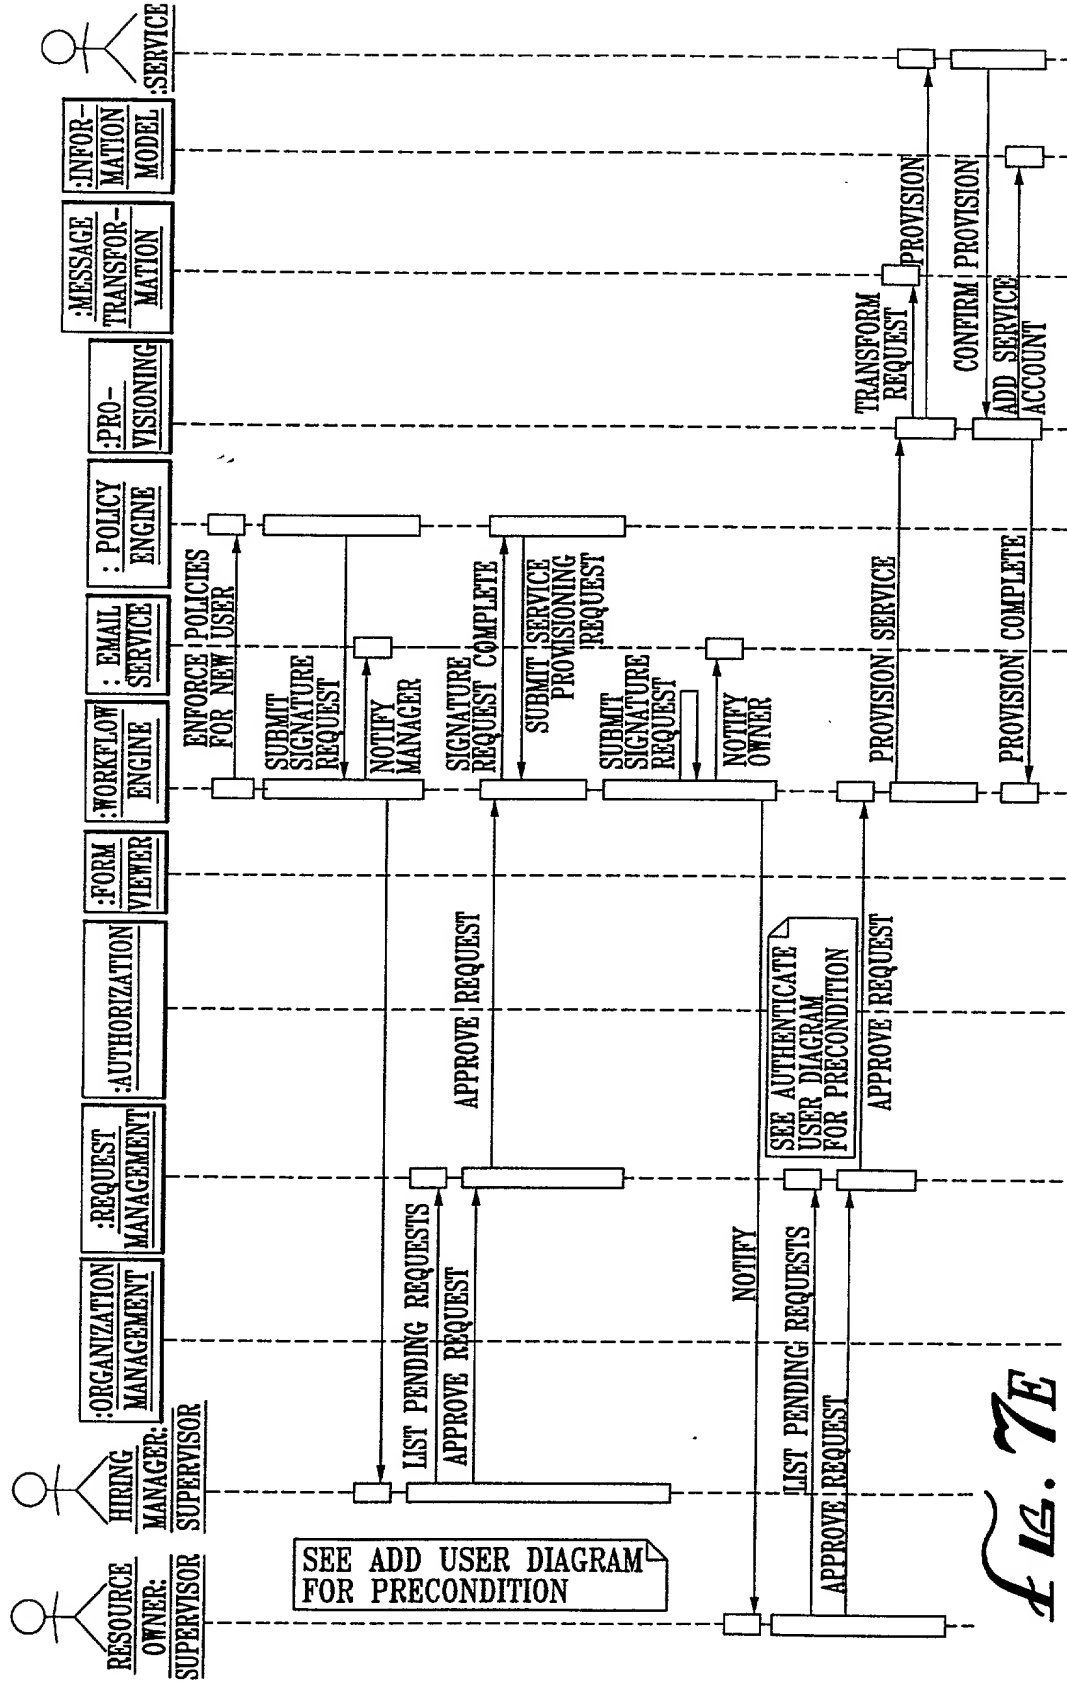 RESOURCE
OWNER:
SUPERVISOR
HIRING
MANAGER:
SUPERVISOR
:ORGANIZATION
MANAGEMENT
:REQUEST
MANAGEMENT
:AUTHORIZATION
:FORM
VIEWER
:WORKFLOW
ENGINE
: EMAIL
SERVICE
: POLICY
ENGINE
:PRO-
VISIONING
:MESSAGE
TRANSFOR-
MATION
:INFOR-
MATION
MODEL
:SERVICE
ENFORCE POLICIES
FOR NEW USER
SEE ADD USER DIAGRAM
FOR PRECONDITION
SUBMIT
SIGNATURE
REQUEST
NOTIFY
MANAGER
LIST PENDING REQUESTS
APPROVE REQUEST
APPROVE REQUEST
SIGNATURE
REQUEST COMPLETE
SUBMIT SERVICE
PROVISIONING
REQUEST
SUBMIT
SIGNATURE
REQUEST
NOTIFY
OWNER
NOTIFY
SEE AUTHENTICATE
USER DIAGRAM
FOR PRECONDITION
LIST PENDING REQUESTS
APPROVE REQUEST
APPROVE REQUEST
PROVISION SERVICE
TRANSFORM
REQUEST
PROVISION
CONFIRM PROVISION
ADD SERVICE
ACCOUNT
PROVISION COMPLETE
FIG. 7E